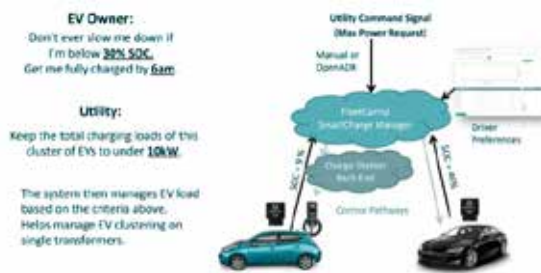 EV Owner:
Don't ever slow me down if
I'm below 30% SOC.
Get me fully charged by 6am
Utility:
Keep the total charging loads of this
cluster of EVs to under 10kW.
The system then manages EV load
based on the criteria above.
Helps manage EV clustering on
single transformers.
Utility Command Signal
(Max Power Request)
Manual or
OpenADR
FleetCarma
SmartCharge Manager
Driver
Preferences
Charge Station
Back End
SOC
SOC
Control Pathways